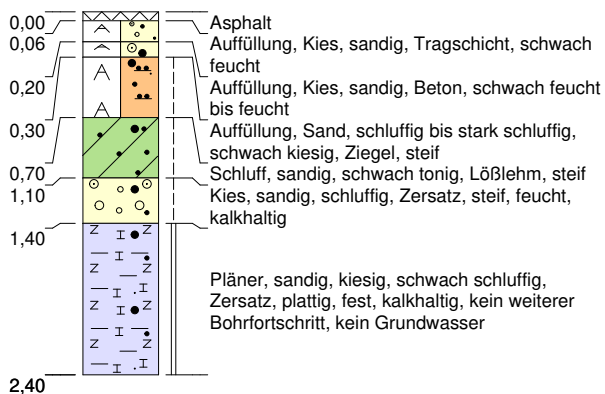 0,00 Asphalt
0,06 Auffüllung, Kies, sandig, Tragschicht, schwach
feucht
0,20 Auffüllung, Kies, sandig, Beton, schwach feucht
bis feucht
0,30 Auffüllung, Sand, schluffig bis stark schluffig,
schwach kiesig, Ziegel, steif
0,70 Schluff, sandig, schwach tonig, Lößlehm, steif
1,10 Kies, sandig, schluffig, Zersatz, steif, feucht,
kalkhaltig
1,40
Pläner, sandig, kiesig, schwach schluffig,
Zersatz, plattig, fest, kalkhaltig, kein weiterer
Bohrfortschritt, kein Grundwasser
2,40